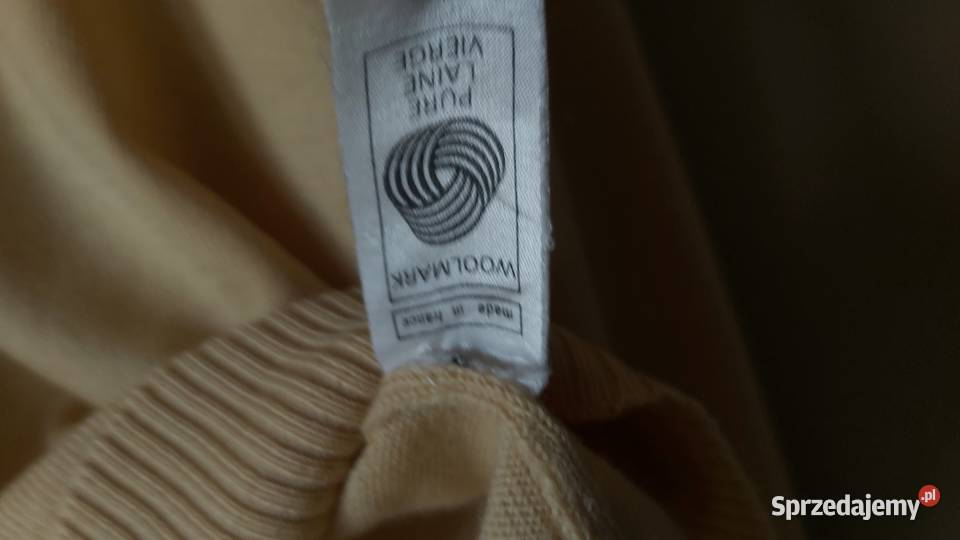 made in france
WOOLMARK
PURE
LAINE
VIERGE
Sprzedajemy.pl